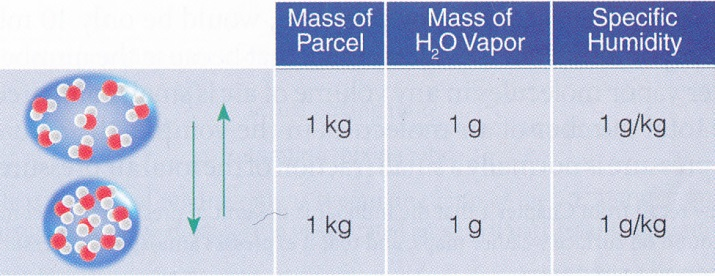 Mass of Parcel
Mass of H₂O Vapor
Specific Humidity
1 kg
1 g
1 g/kg
1 kg
1 g
1 g/kg